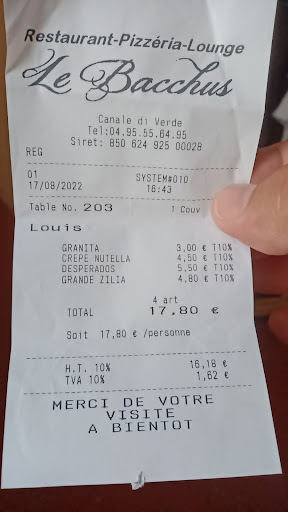 Restaurant-Pizzéria-Lounge
Le Bacchus
Canale di Verde
Tel:04.95.55.64.95
Siret: 850 624 925 00028
REG
01 SYSTEM#010
17/08/2022 16:43
Table No. 203 1 Couv
Louis
GRANITA 3,00 € T10%
CREPE NUTELLA 4,50 € T10%
DESPERADOS 5,50 € T10%
GRANDE ZILIA 4,80 € T10%
4 art
TOTAL 17,80 €
Soit 17,80 € /personne
H.T. 10% 16,18 €
TVA 10% 1,62 €
MERCI DE VOTRE
VISITE
A BIENTOT